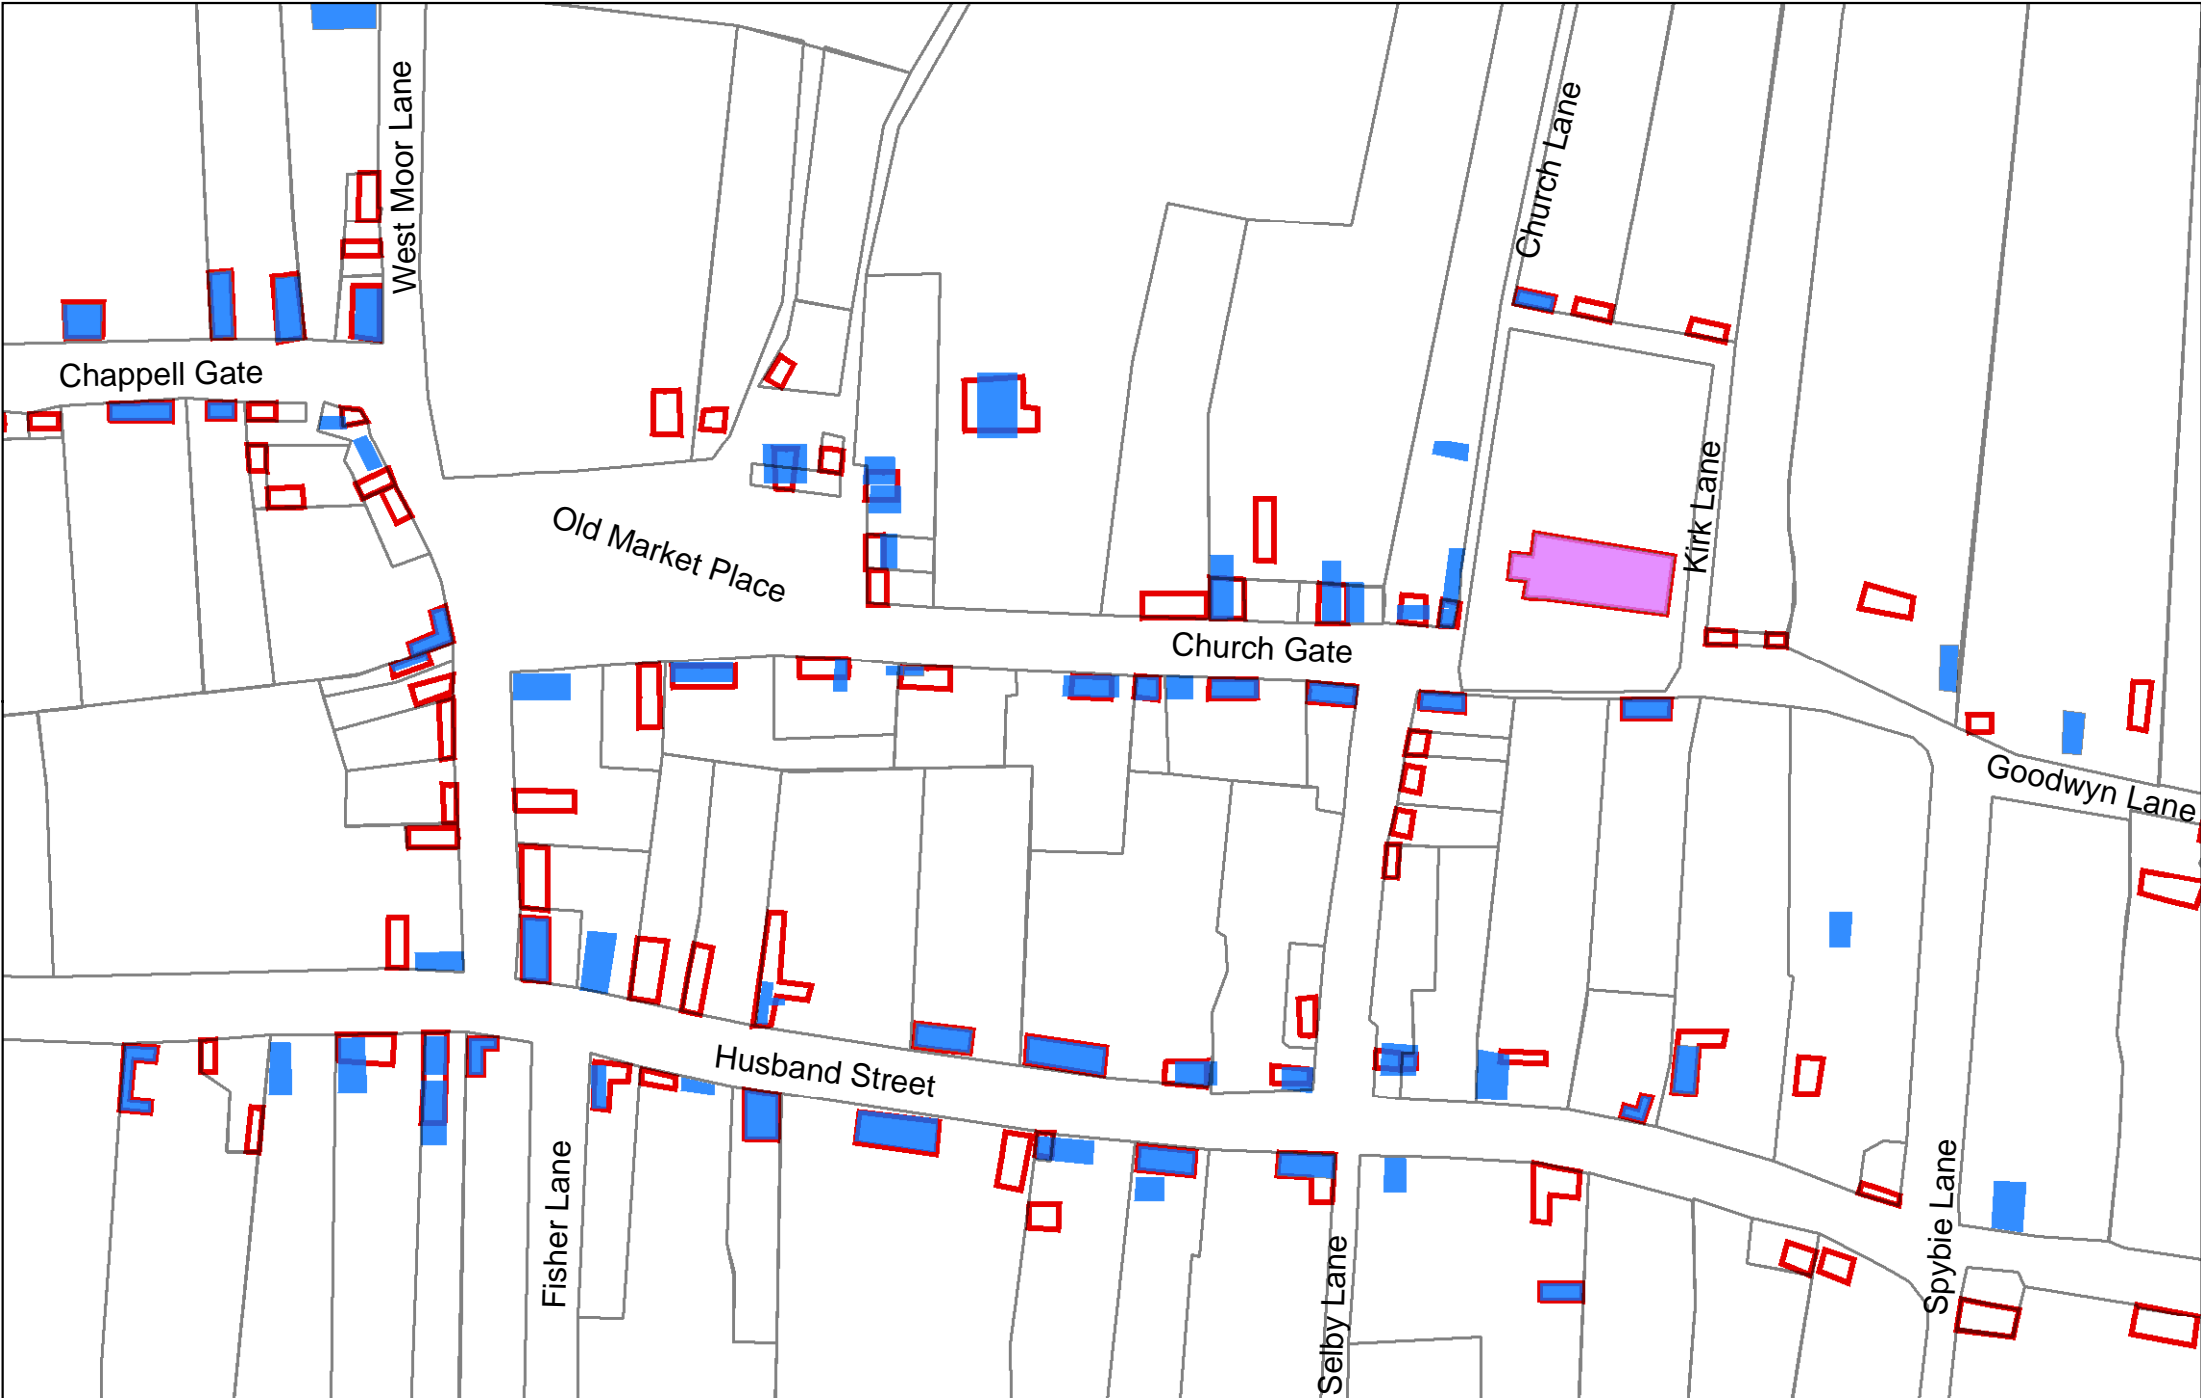 West Moor Lane
Church Lane
Chappell Gate
Old Market Place
Kirk Lane
Church Gate
Goodwyn Lane
Husband Street
Fisher Lane
Selby Lane
Spybie Lane